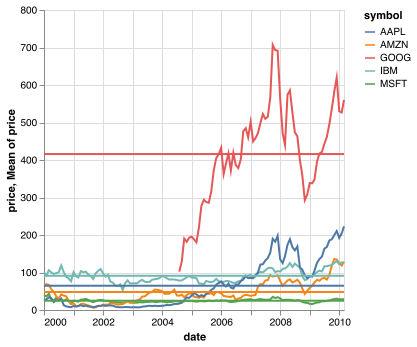 symbol
AAPL
AMZN
GOOG
IBM
MSFT
price, Mean of price
800
700
600
500
400
300
200
100
0
2000 2002 2004 2006 2008 2010
date